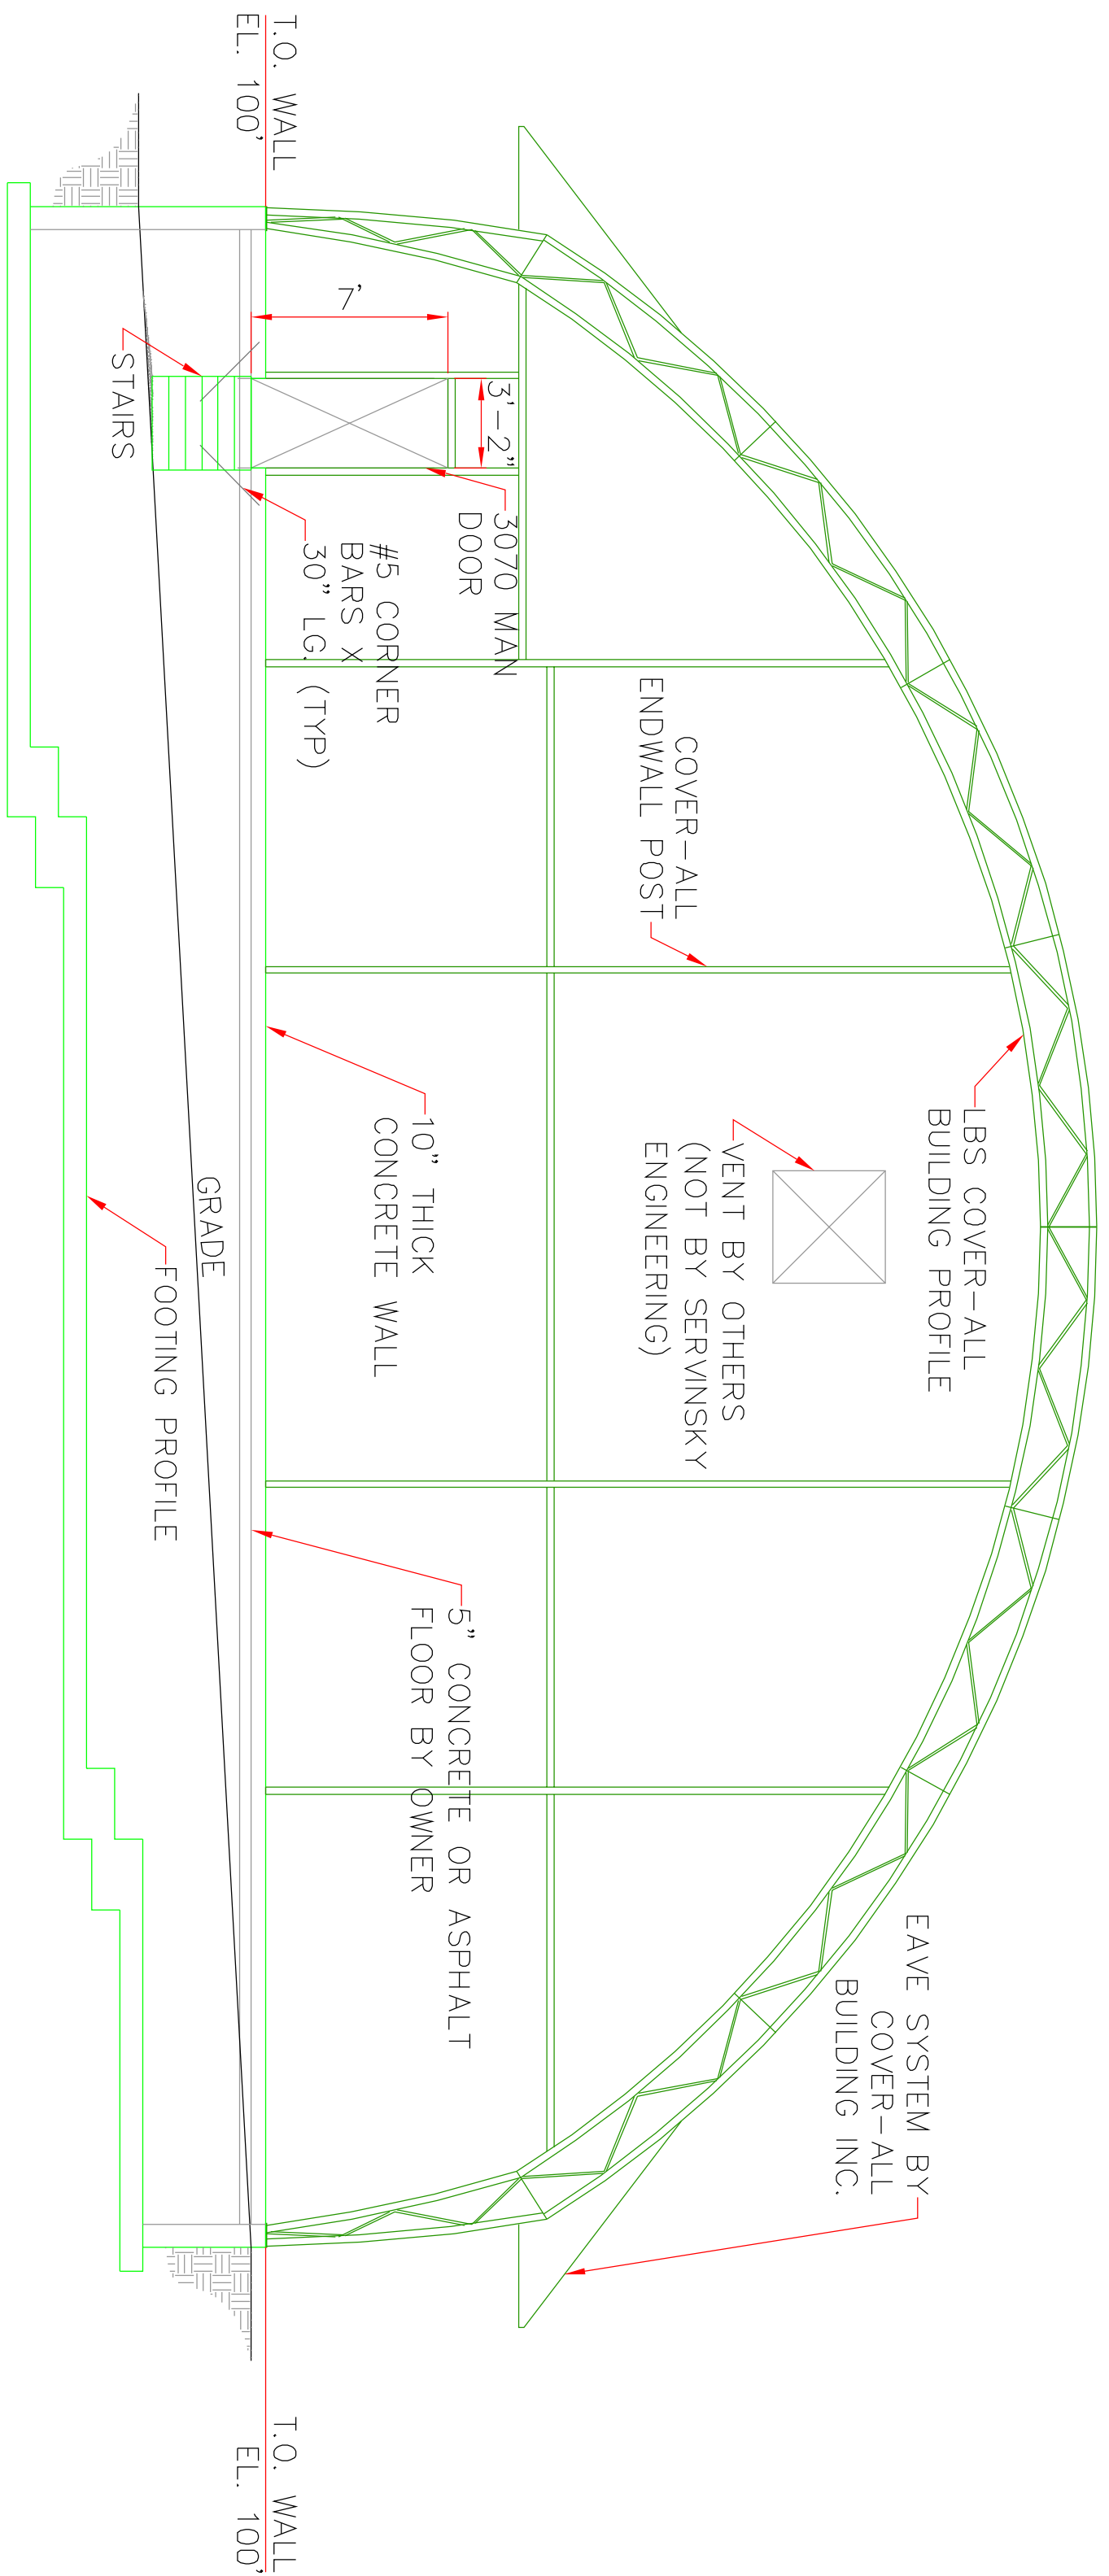 EAVE SYSTEM BY
COVER-ALL
BUILDING INC.
LBS COVER-ALL
BUILDING PROFILE
VENT BY OTHERS
(NOT BY SERVINSKY
ENGINEERING)
COVER-ALL
ENDWALL POST
3'-2"
7'
3070 MAN
DOOR
#5 CORNER
BARS X
30" LG. (TYP)
10" THICK
CONCRETE WALL
5" CONCRETE OR ASPHALT
FLOOR BY OWNER
T.O. WALL
EL. 100'
T.O. WALL
EL. 100'
STAIRS
GRADE
FOOTING PROFILE